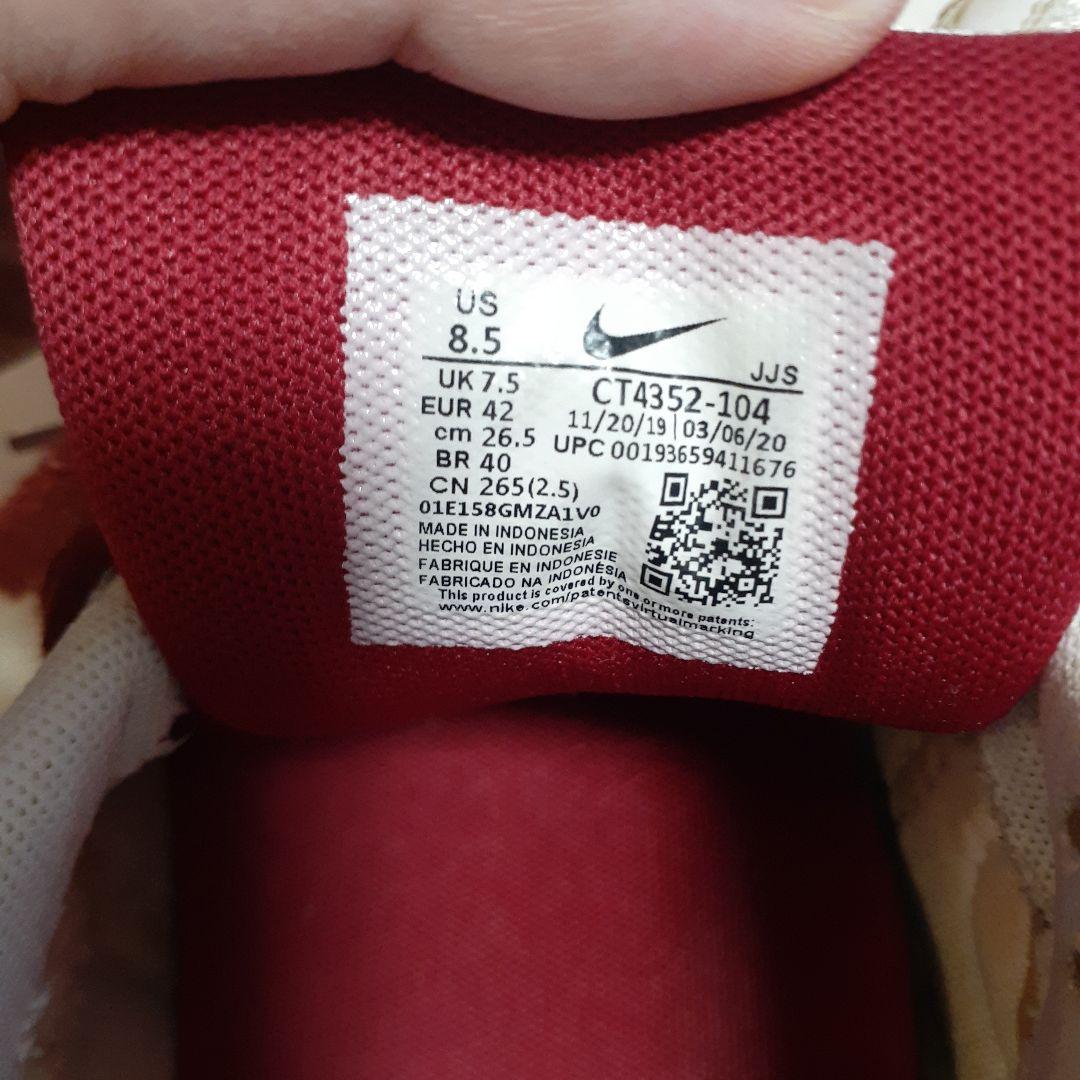 US
8.5
JJS
UK 7.5
CT4352-104
EUR 42
11/20/19 | 03/06/20
cm 26.5
UPC 00193659411676
BR 40
CN 265(2.5)
01E158GMZA1V0
MADE IN INDONESIA
HECHO EN INDONESIA
FABRIQUE EN INDONESIE
FABRICADO NA INDONÉSIA
This product is covered by one or more patents:
www.nike.com/patentsvirtualmarking